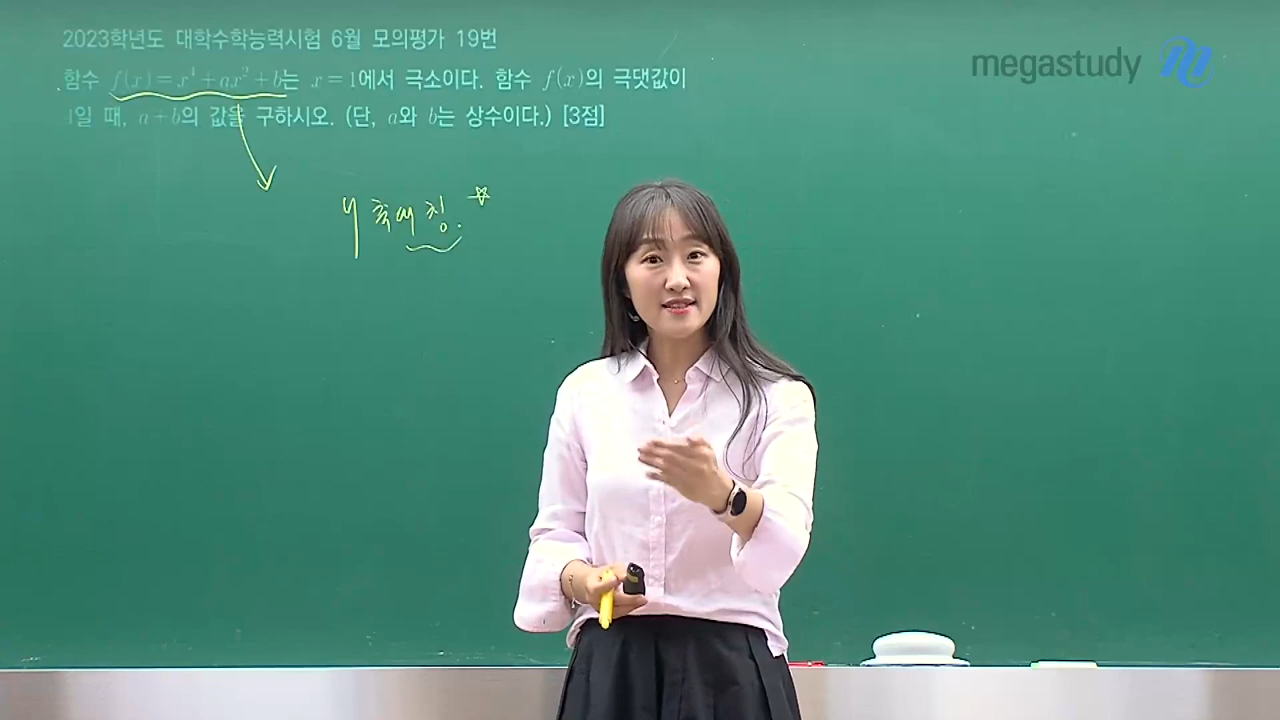 2023학년도 대학수학능력시험 6월 모의평가 19번
함수 f(x)=x⁴+ax²+b는 x=1에서 극소이다. 함수 f(x)의 극댓값이
4일 때, a+b의 값을 구하시오. (단, a와 b는 상수이다.) [3점]
y축대칭.
megastudy